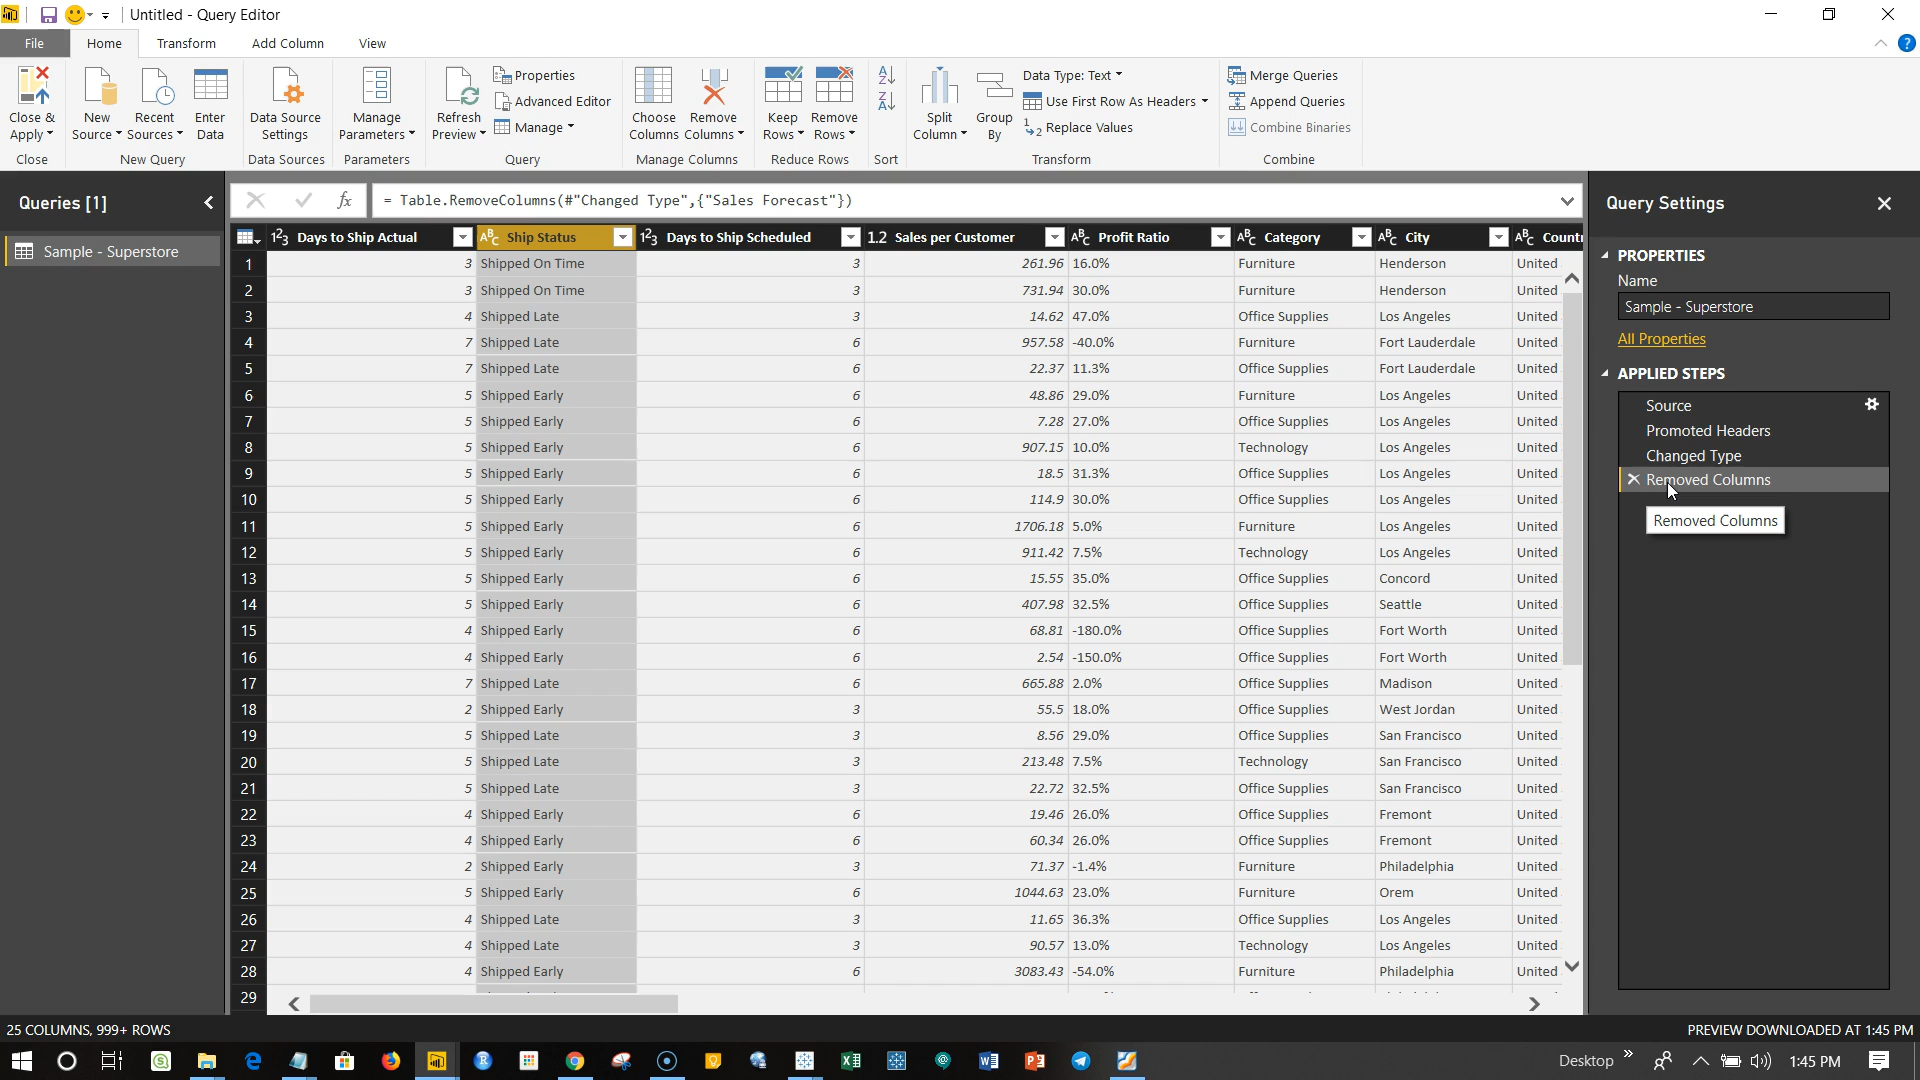 Untitled - Query Editor
File Home Transform Add Column View
Close & Apply
New Source
Recent Sources
Enter Data
Data Source Settings
Manage Parameters
Refresh Preview
Properties
Advanced Editor
Manage
Choose Columns
Remove Columns
Keep Rows
Remove Rows
Split Column
Group By
Data Type: Text
Use First Row As Headers
Replace Values
Merge Queries
Append Queries
Combine Binaries
Close New Query Data Sources Parameters Query Manage Columns Reduce Rows Sort Transform Combine
Queries [1]
Sample - Superstore
fx = Table.RemoveColumns(#"Changed Type",{"Sales Forecast"})
Days to Ship Actual Ship Status Days to Ship Scheduled 1.2 Sales per Customer Profit Ratio Category City
1 3 Shipped On Time 3 261.96 16.0% Furniture Henderson United
2 3 Shipped On Time 3 731.94 30.0% Furniture Henderson United
3 4 Shipped Late 3 14.62 47.0% Office Supplies Los Angeles United
4 7 Shipped Late 6 957.58 -40.0% Furniture Fort Lauderdale United
5 7 Shipped Late 6 22.37 11.3% Office Supplies Fort Lauderdale United
6 5 Shipped Early 6 48.86 29.0% Furniture Los Angeles United
7 5 Shipped Early 6 7.28 27.0% Office Supplies Los Angeles United
8 5 Shipped Early 6 907.15 10.0% Technology Los Angeles United
9 5 Shipped Early 6 18.5 31.3% Office Supplies Los Angeles United
10 5 Shipped Early 6 114.9 30.0% Office Supplies Los Angeles United
11 5 Shipped Early 6 1706.18 5.0% Furniture Los Angeles United
12 5 Shipped Early 6 911.42 7.5% Technology Los Angeles United
13 5 Shipped Early 6 15.55 35.0% Office Supplies Concord United
14 5 Shipped Early 6 407.98 32.5% Office Supplies Seattle United
15 4 Shipped Early 6 68.81 -180.0% Office Supplies Fort Worth United
16 4 Shipped Early 6 2.54 -150.0% Office Supplies Fort Worth United
17 7 Shipped Late 6 665.88 2.0% Office Supplies Madison United
18 2 Shipped Early 3 55.5 18.0% Office Supplies West Jordan United
19 5 Shipped Late 3 8.56 29.0% Office Supplies San Francisco United
20 5 Shipped Late 3 213.48 7.5% Technology San Francisco United
21 5 Shipped Late 3 22.72 32.5% Office Supplies San Francisco United
22 4 Shipped Early 6 19.46 26.0% Office Supplies Fremont United
23 4 Shipped Early 6 60.34 26.0% Office Supplies Fremont United
24 2 Shipped Early 3 71.37 -1.4% Furniture Philadelphia United
25 5 Shipped Early 6 1044.63 23.0% Furniture Orem United
26 4 Shipped Late 3 11.65 36.3% Office Supplies Los Angeles United
27 4 Shipped Late 3 90.57 13.0% Technology Los Angeles United
28 4 Shipped Early 6 3083.43 -54.0% Furniture Philadelphia United
29
Query Settings
PROPERTIES
Name
Sample - Superstore
All Properties
APPLIED STEPS
Source
Promoted Headers
Changed Type
Removed Columns
Removed Columns
25 COLUMNS, 999+ ROWS
PREVIEW DOWNLOADED AT 1:45 PM
Desktop
1:45 PM